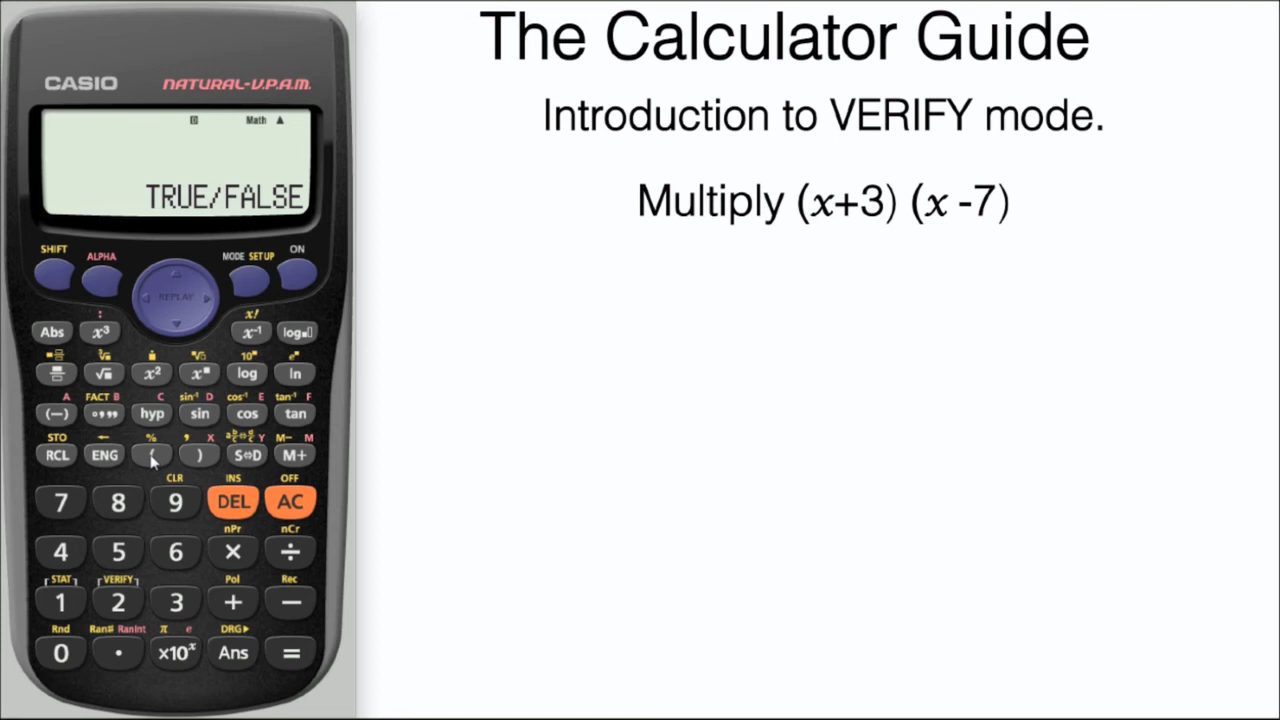 The Calculator Guide
Introduction to VERIFY mode.
Multiply (x+3) (x -7)
CASIO NATURAL-V.P.A.M.
D Math ▲
TRUE/FALSE
SHIFT ALPHA MODE SETUP ON
REPLAY
: x!
Abs x³ x⁻¹ log
10 e
√ x² x log ln
A FACT B C sin⁻¹ D cos⁻¹ E tan⁻¹ F
(−) °,,, hyp sin cos tan
STO ← % , X Y M− M
RCL ENG ( ) S⇔D M+
CLR INS OFF
7 8 9 DEL AC
nPr nCr
4 5 6 × ÷
STAT VERIFY Pol Rec
1 2 3 + −
Rnd Ran# RanInt π e DRG▶
0 · ×10ˣ Ans =